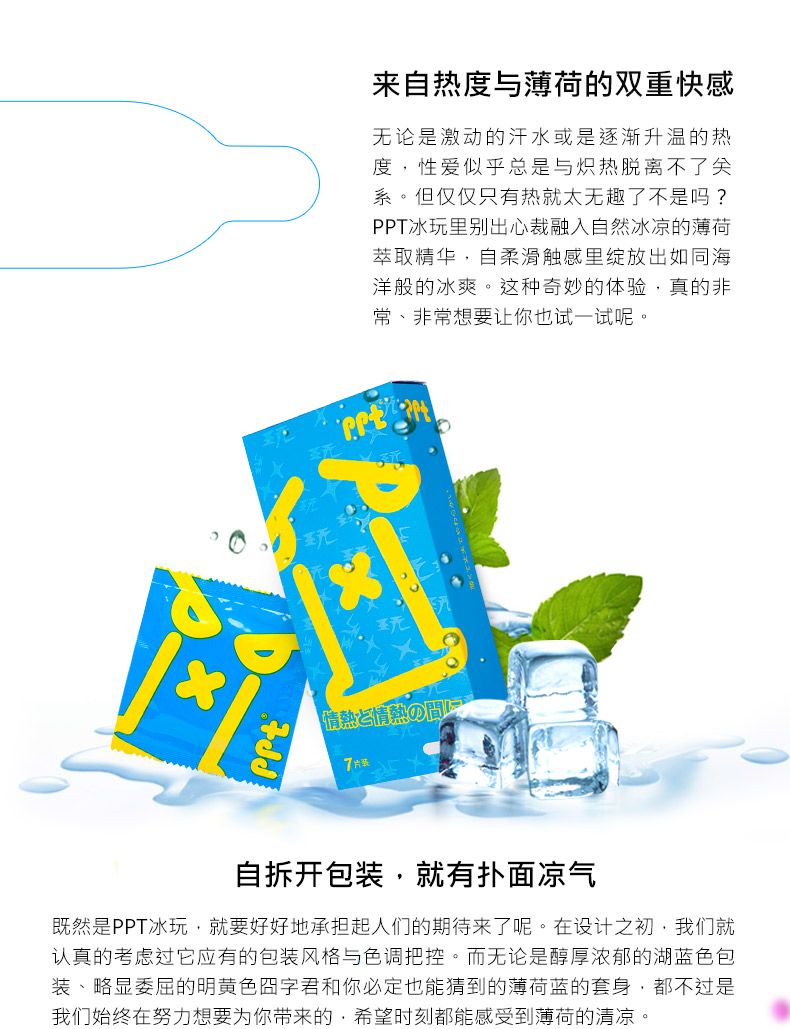 来自热度与薄荷的双重快感
无论是激动的汗水或是逐渐升温的热
度，性爱似乎总是与炽热脱离不了关
系。但仅仅只有热就太无趣了不是吗？
PPT冰玩里别出心裁融入自然冰凉的薄荷
萃取精华，自柔滑触感里绽放出如同海
洋般的冰爽。这种奇妙的体验，真的非
常、非常想要让你也试一试呢。
ppt
ppt
情熱と情熱の間に
7片装
ppt
自拆开包装，就有扑面凉气
既然是PPT冰玩，就要好好地承担起人们的期待来了呢。在设计之初，我们就
认真的考虑过它应有的包装风格与色调把控。而无论是醇厚浓郁的湖蓝色包
装、略显委屈的明黄色囧字君和你必定也能猜到的薄荷蓝的套身，都不过是
我们始终在努力想要为你带来的，希望时刻都能感受到薄荷的清凉。